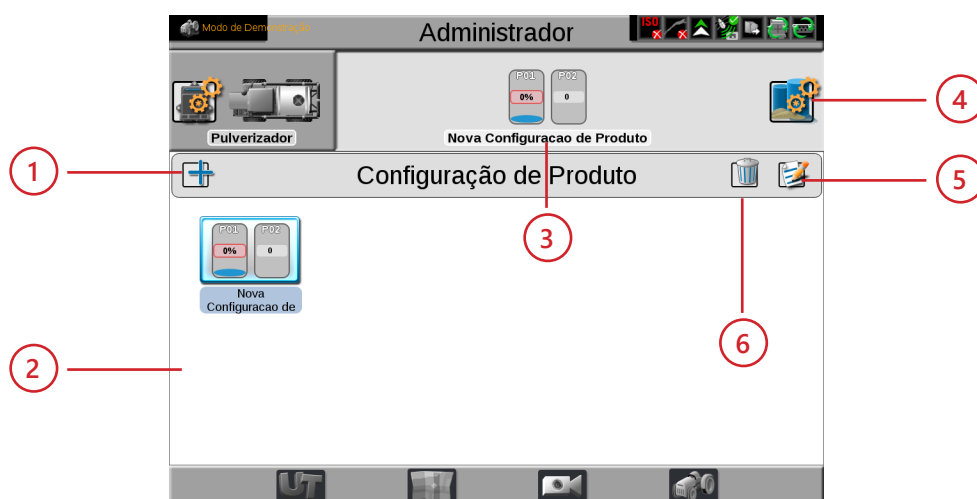 Modo de Demonstração
Administrador
ISO
P01 P02
0% 0
Pulverizador
Nova Configuracao de Produto
4
1
Configuração de Produto
5
3
P01 P02
0% 0
Nova
Configuracao de
6
2
UT